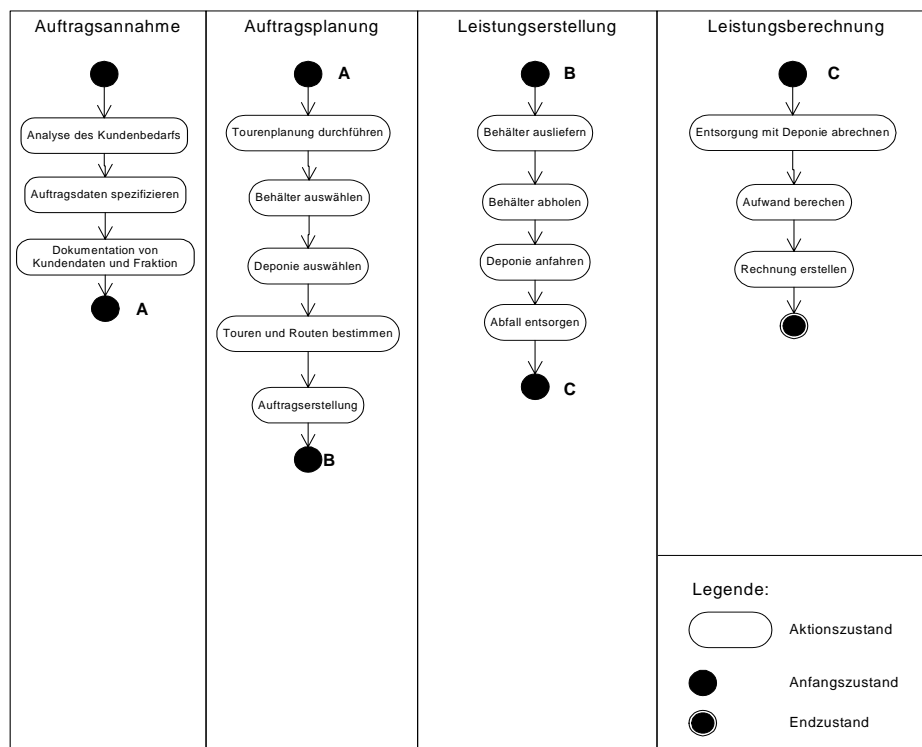 Auftragsannahme
Analyse des Kundenbedarfs
Auftragsdaten spezifizieren
Dokumentation von
Kundendaten und Fraktion
A
Auftragsplanung
A
Tourenplanung durchführen
Behälter auswählen
Deponie auswählen
Touren und Routen bestimmen
Auftragserstellung
B
Leistungserstellung
B
Behälter ausliefern
Behälter abholen
Deponie anfahren
Abfall entsorgen
C
Leistungsberechnung
C
Entsorgung mit Deponie abrechnen
Aufwand berechen
Rechnung erstellen
Legende:
Aktionszustand
Anfangszustand
Endzustand